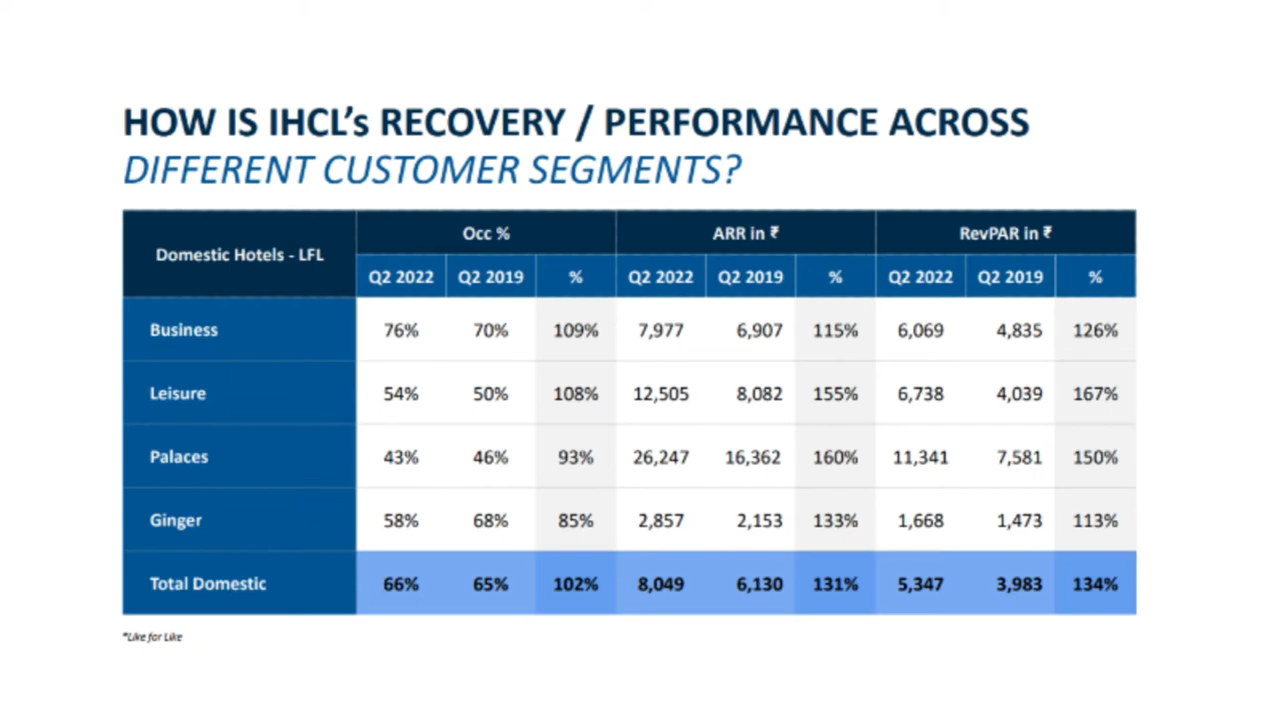 HOW IS IHCL's RECOVERY / PERFORMANCE ACROSS
DIFFERENT CUSTOMER SEGMENTS?
Domestic Hotels - LFL Occ % ARR in ₹ RevPAR in ₹
Q2 2022 Q2 2019 % Q2 2022 Q2 2019 % Q2 2022 Q2 2019 %
Business 76% 70% 109% 7,977 6,907 115% 6,069 4,835 126%
Leisure 54% 50% 108% 12,505 8,082 155% 6,738 4,039 167%
Palaces 43% 46% 93% 26,247 16,362 160% 11,341 7,581 150%
Ginger 58% 68% 85% 2,857 2,153 133% 1,668 1,473 113%
Total Domestic 66% 65% 102% 8,049 6,130 131% 5,347 3,983 134%
*Like for Like